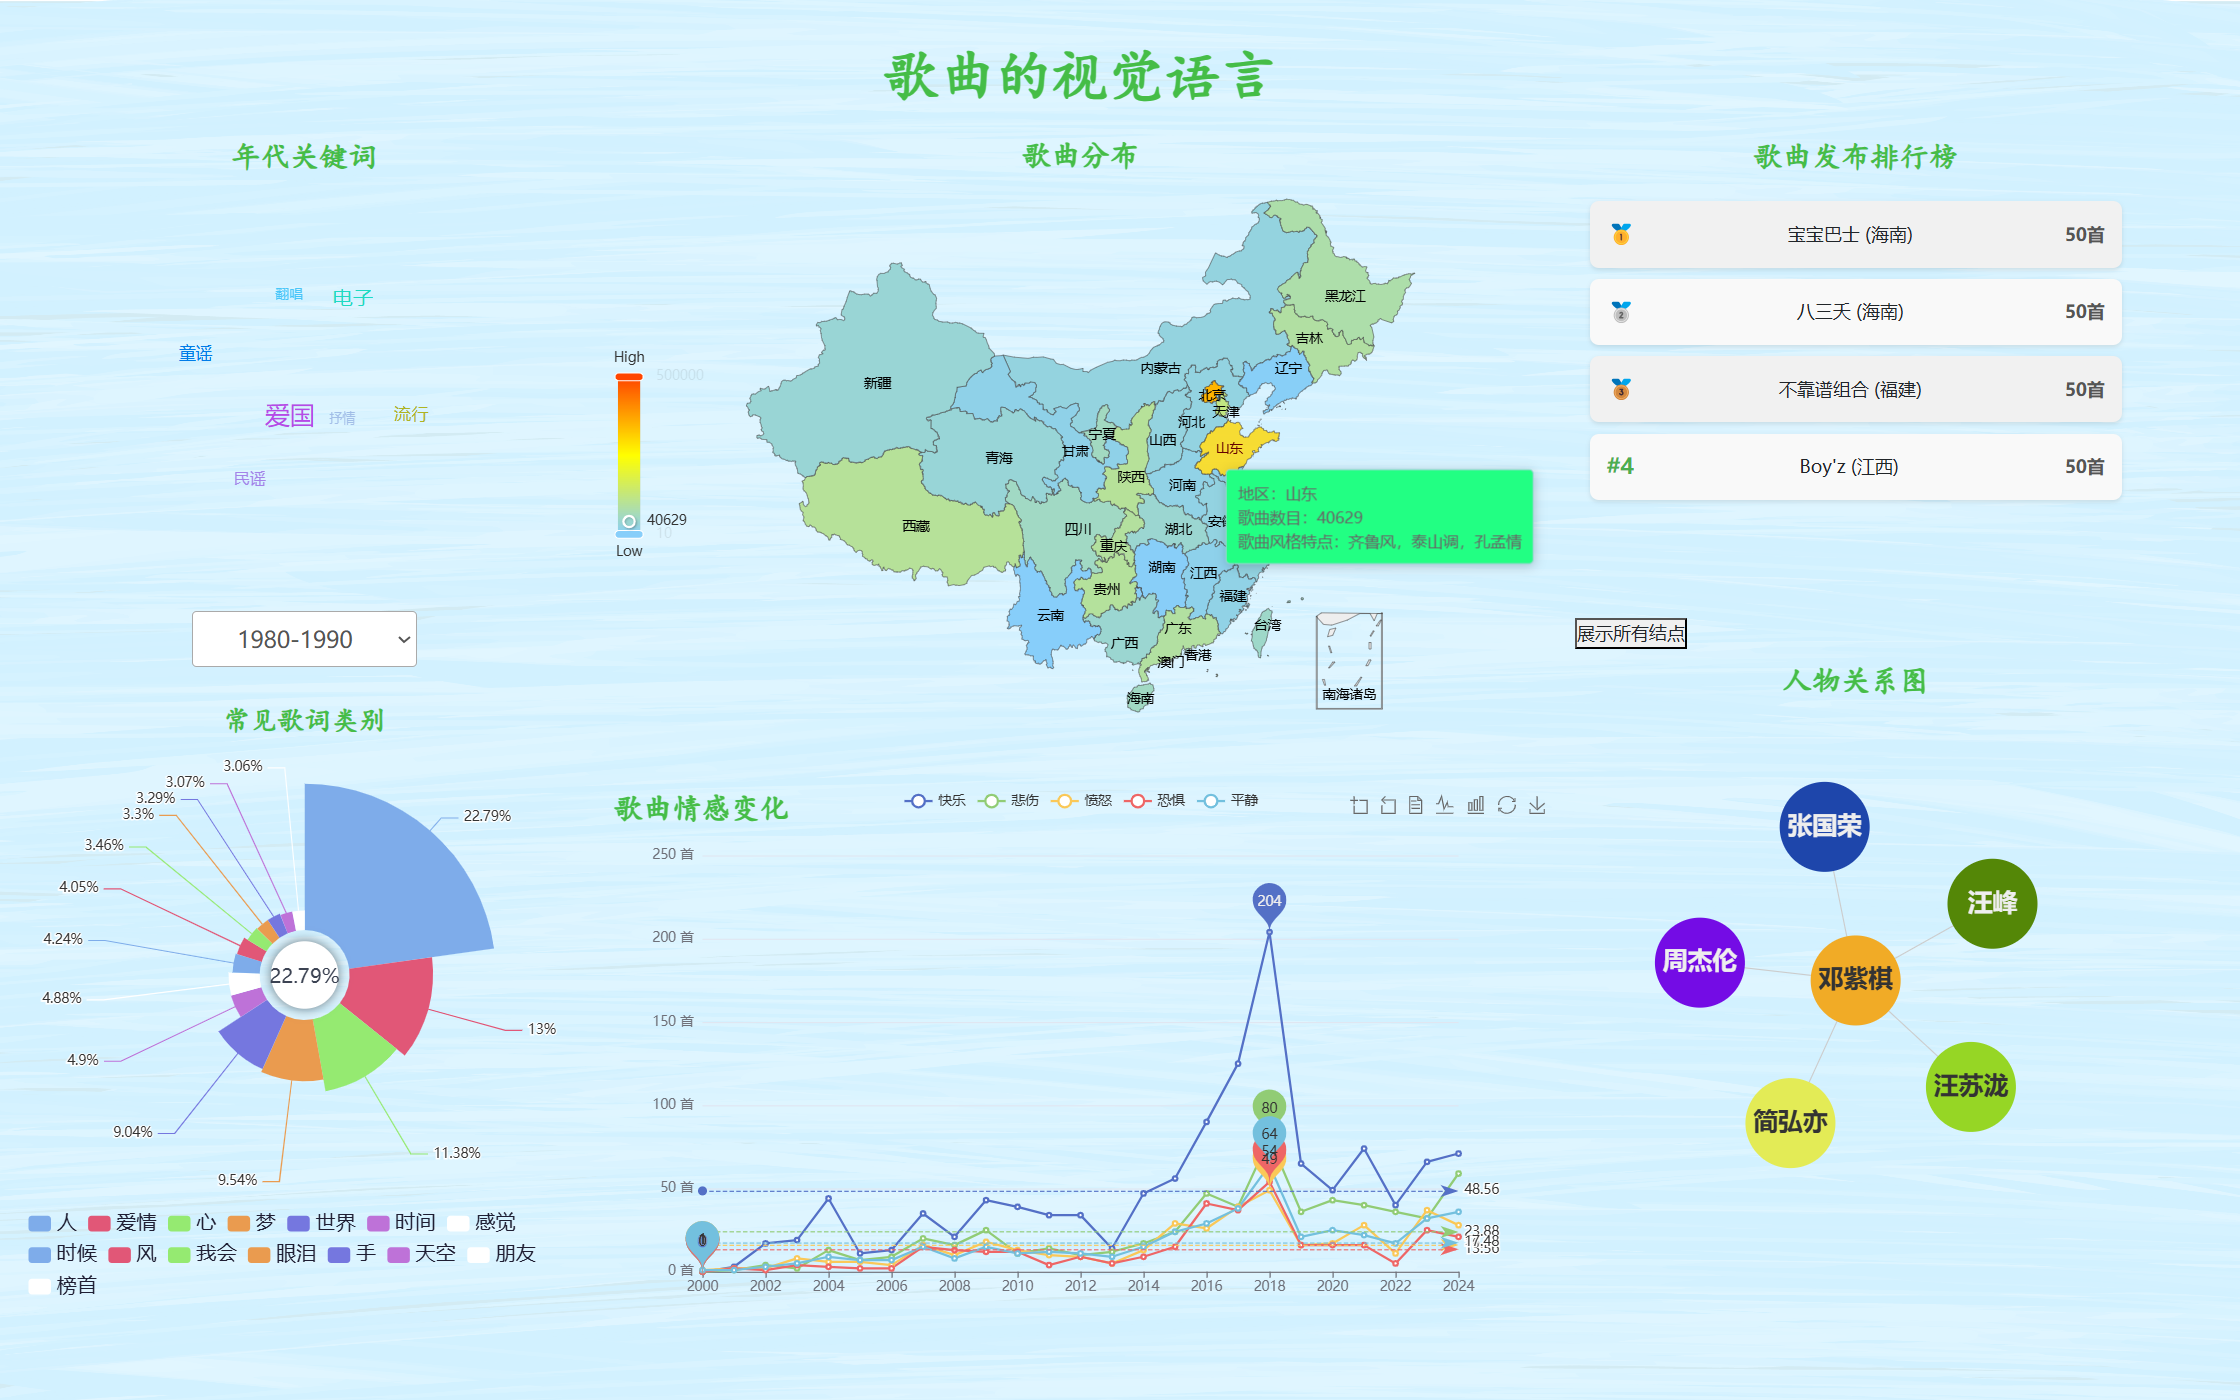 歌曲的视觉语言
年代关键词
翻唱
电子
童谣
爱国
抒情
流行
民谣
1980-1990
歌曲分布
High
500000
40629
10
Low
黑龙江
吉林
辽宁
内蒙古
新疆
北京
天津
河北
宁夏
山西
山东
甘肃
青海
陕西
河南
西藏
四川
湖北
重庆
湖南
江西
贵州
福建
云南
广东
广西
台湾
香港
澳门
海南
南海诸岛
地区：山东
歌曲数目：40629
歌曲风格特点：齐鲁风，泰山调，孔孟情
歌曲发布排行榜
1 宝宝巴士 (海南) 50首
2 八三夭 (海南) 50首
3 不靠谱组合 (福建) 50首
#4 Boy'z (江西) 50首
展示所有结点
常见歌词类别
3.06%
3.07%
3.29%
3.3%
22.79%
3.46%
4.05%
4.24%
22.79%
4.88%
13%
4.9%
9.04%
11.38%
9.54%
人 爱情 心 梦 世界 时间 感觉
时候 风 我会 眼泪 手 天空 朋友
榜首
歌曲情感变化
快乐 悲伤 愤怒 恐惧 平静
250 首
204
200 首
150 首
100 首
80
64
54
49
50 首
48.56
23.88
17.48
13.56
0 首
2000 2002 2004 2006 2008 2010 2012 2014 2016 2018 2020 2022 2024
人物关系图
张国荣
汪峰
周杰伦
邓紫棋
汪苏泷
简弘亦